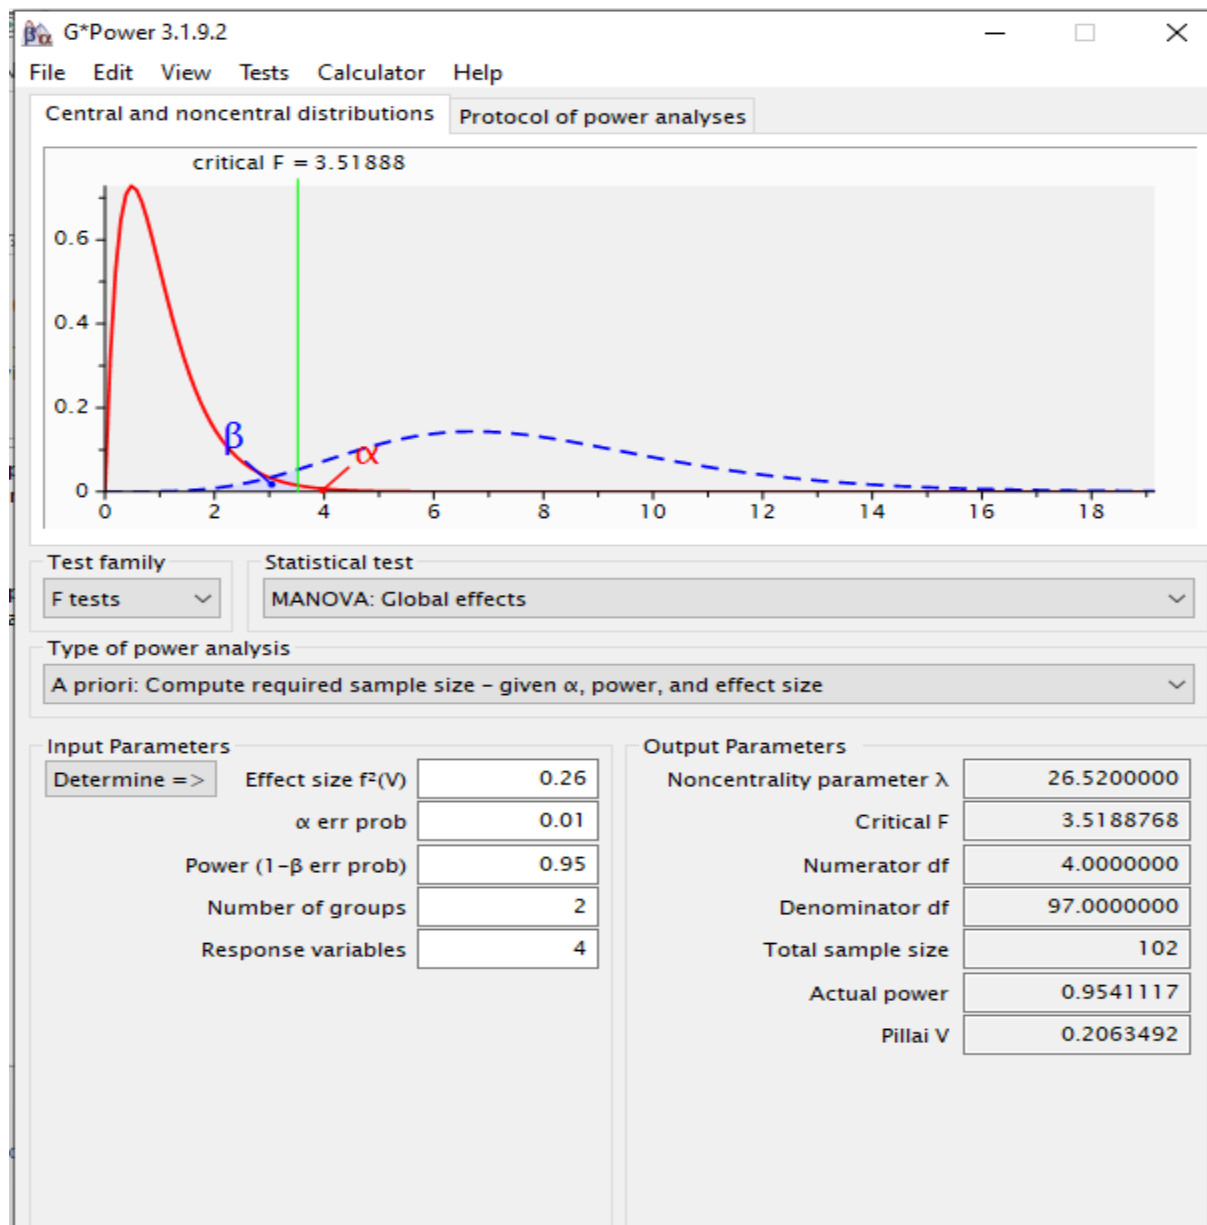 G*Power 3.1.9.2
File Edit View Tests Calculator Help
Central and noncentral distributions Protocol of power analyses
critical F = 3.51888
0.6
0.4
0.2
β
α
0
0 2 4 6 8 10 12 14 16 18
Test family Statistical test
F tests MANOVA: Global effects
Type of power analysis
A priori: Compute required sample size - given α, power, and effect size
Input Parameters Output Parameters
Determine => Effect size f²(V) 0.26 Noncentrality parameter λ 26.5200000
α err prob 0.01 Critical F 3.5188768
Power (1-β err prob) 0.95 Numerator df 4.0000000
Number of groups 2 Denominator df 97.0000000
Response variables 4 Total sample size 102
Actual power 0.9541117
Pillai V 0.2063492